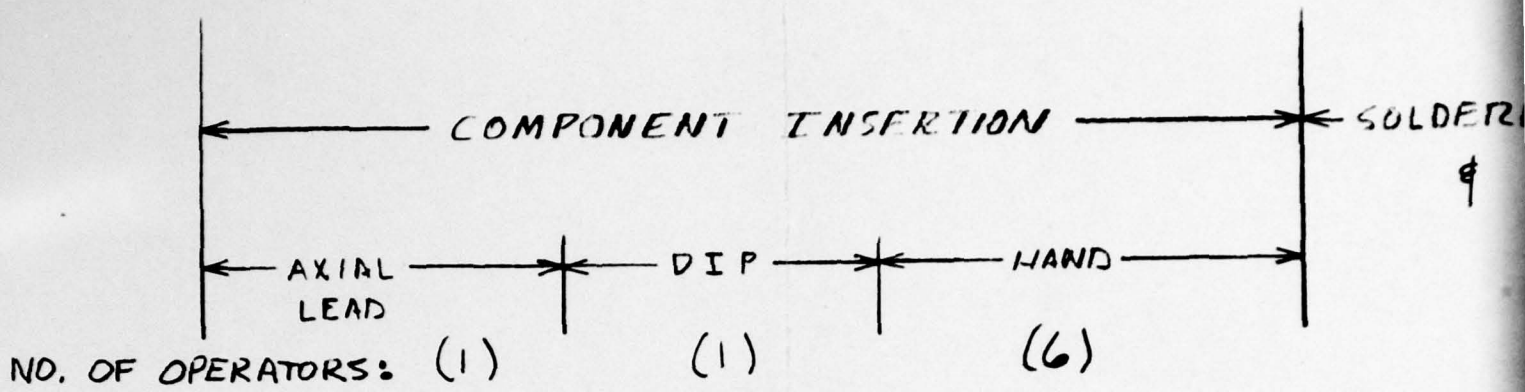 COMPONENT INSERTION
&
AXIAL DIP HAND
LEAD
NO. OF OPERATORS: (1) (1) (6)